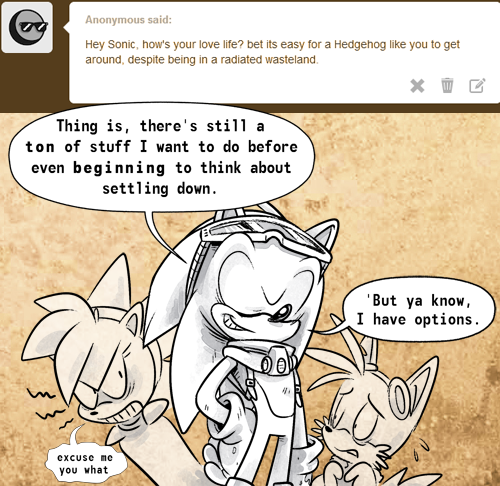 Anonymous said:
Hey Sonic, how's your love life? bet its easy for a Hedgehog like you to get
around, despite being in a radiated wasteland.
Thing is, there's still a
ton of stuff I want to do before
even beginning to think about
settling down.
'But ya know,
I have options.
excuse me
you what